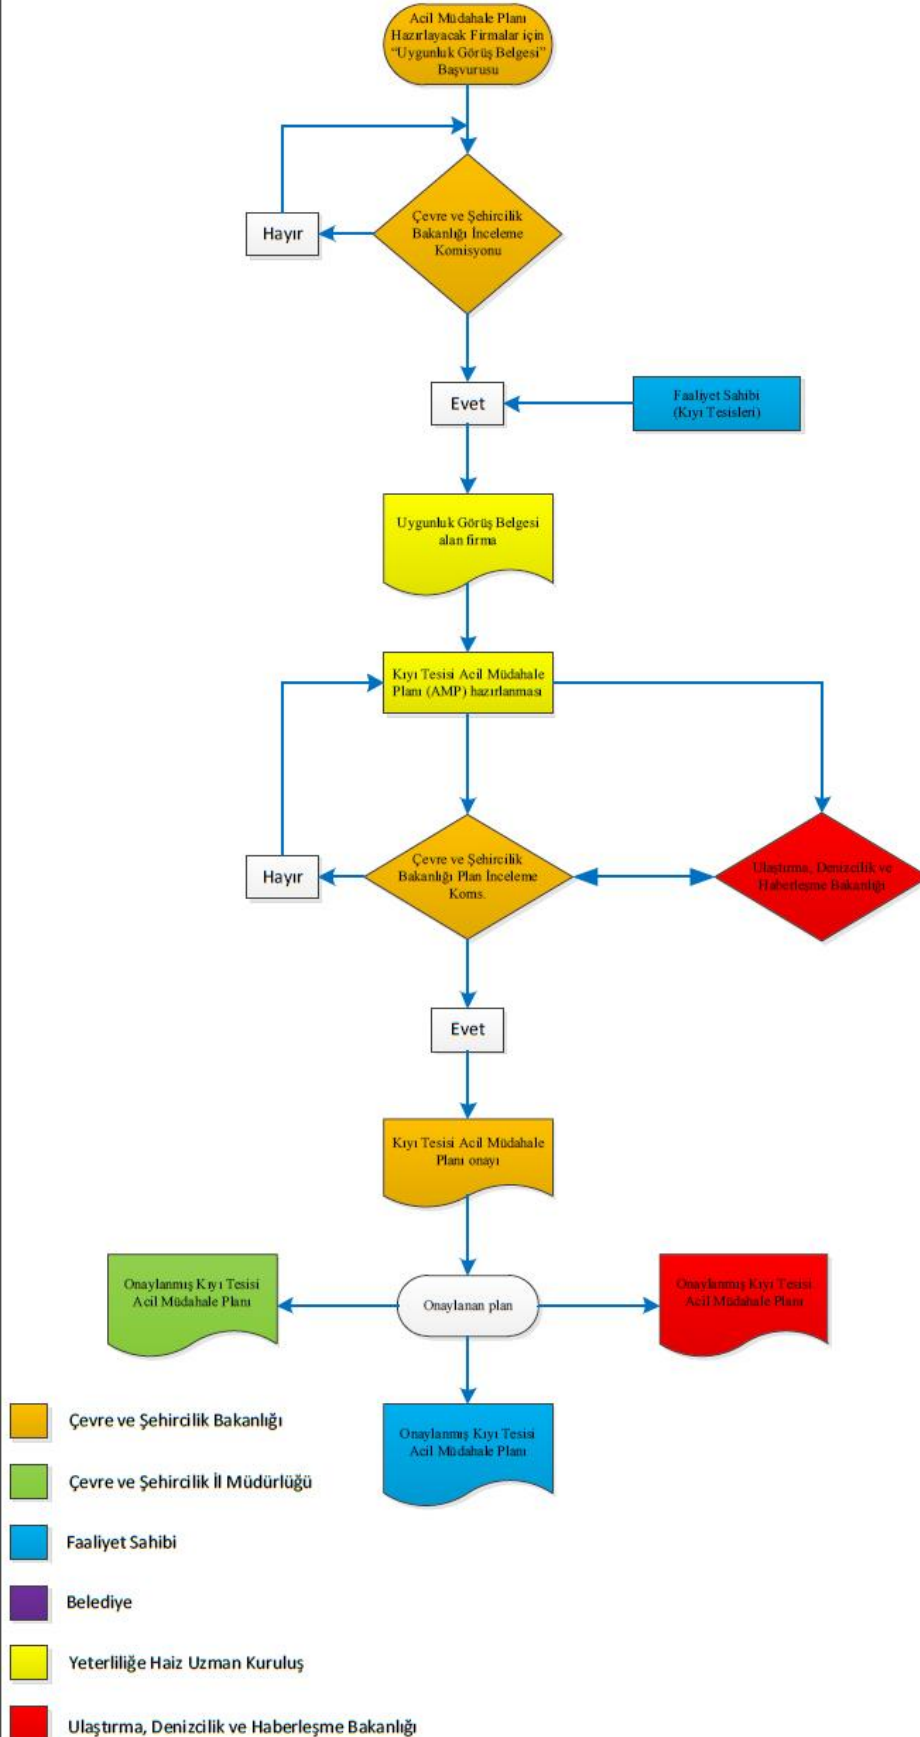 Acil Müdahale Planı
Hazırlayacak Firmalar için
“Uygunluk Görüş Belgesi”
Başvurusu
Çevre ve Şehircilik
Bakanlığı İnceleme
Komisyonu
Hayır
Evet
Faaliyet Sahibi
(Kıyı Tesisleri)
Uygunluk Görüş Belgesi
alan firma
Kıyı Tesisi Acil Müdahale
Planı (AMP) hazırlanması
Çevre ve Şehircilik
Bakanlığı Plan İnceleme
Koms.
Hayır
Ulaştırma, Denizcilik ve
Haberleşme Bakanlığı
Evet
Kıyı Tesisi Acil Müdahale
Planı onayı
Onaylanmış Kıyı Tesisi
Acil Müdahale Planı
Onaylanan plan
Onaylanmış Kıyı Tesisi
Acil Müdahale Planı
Onaylanmış Kıyı Tesisi
Acil Müdahale Planı
Çevre ve Şehircilik Bakanlığı
Çevre ve Şehircilik İl Müdürlüğü
Faaliyet Sahibi
Belediye
Yeterliliğe Haiz Uzman Kuruluş
Ulaştırma, Denizcilik ve Haberleşme Bakanlığı